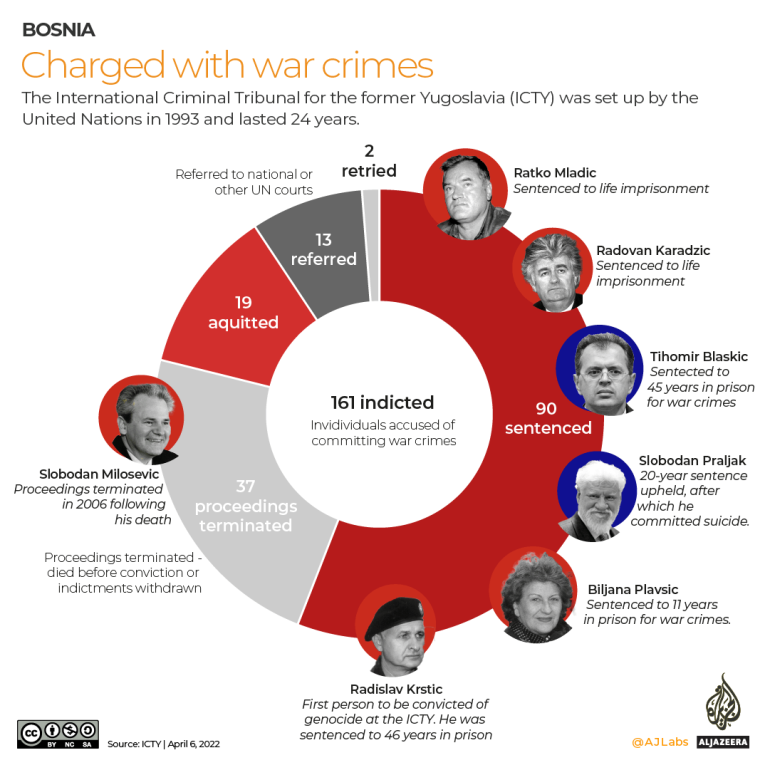 BOSNIA
Charged with war crimes
The International Criminal Tribunal for the former Yugoslavia (ICTY) was set up by the
United Nations in 1993 and lasted 24 years.
2
retried
Referred to national or
other UN courts
13
referred
19
aquitted
Ratko Mladic
Sentenced to life imprisonment
Radovan Karadzic
Sentenced to life
imprisonment
Tihomir Blaskic
Sentected to
45 years in prison
for war crimes
161 indicted
Invidividuals accused of
committing war crimes
90
sentenced
Slobodan Praljak
20-year sentence
upheld, after
which he
committed suicide.
Slobodan Milosevic
Proceedings terminated
in 2006 following
his death
37
proceedings
terminated
Proceedings terminated -
died before conviction or
indictments withdrawn
Biljana Plavsic
Sentenced to 11 years
in prison for war crimes.
Radislav Krstic
First person to be convicted of
genocide at the ICTY. He was
sentenced to 46 years in prison
cc
BY NC SA
Source: ICTY | April 6, 2022
@AJLabs
ALJAZEERA